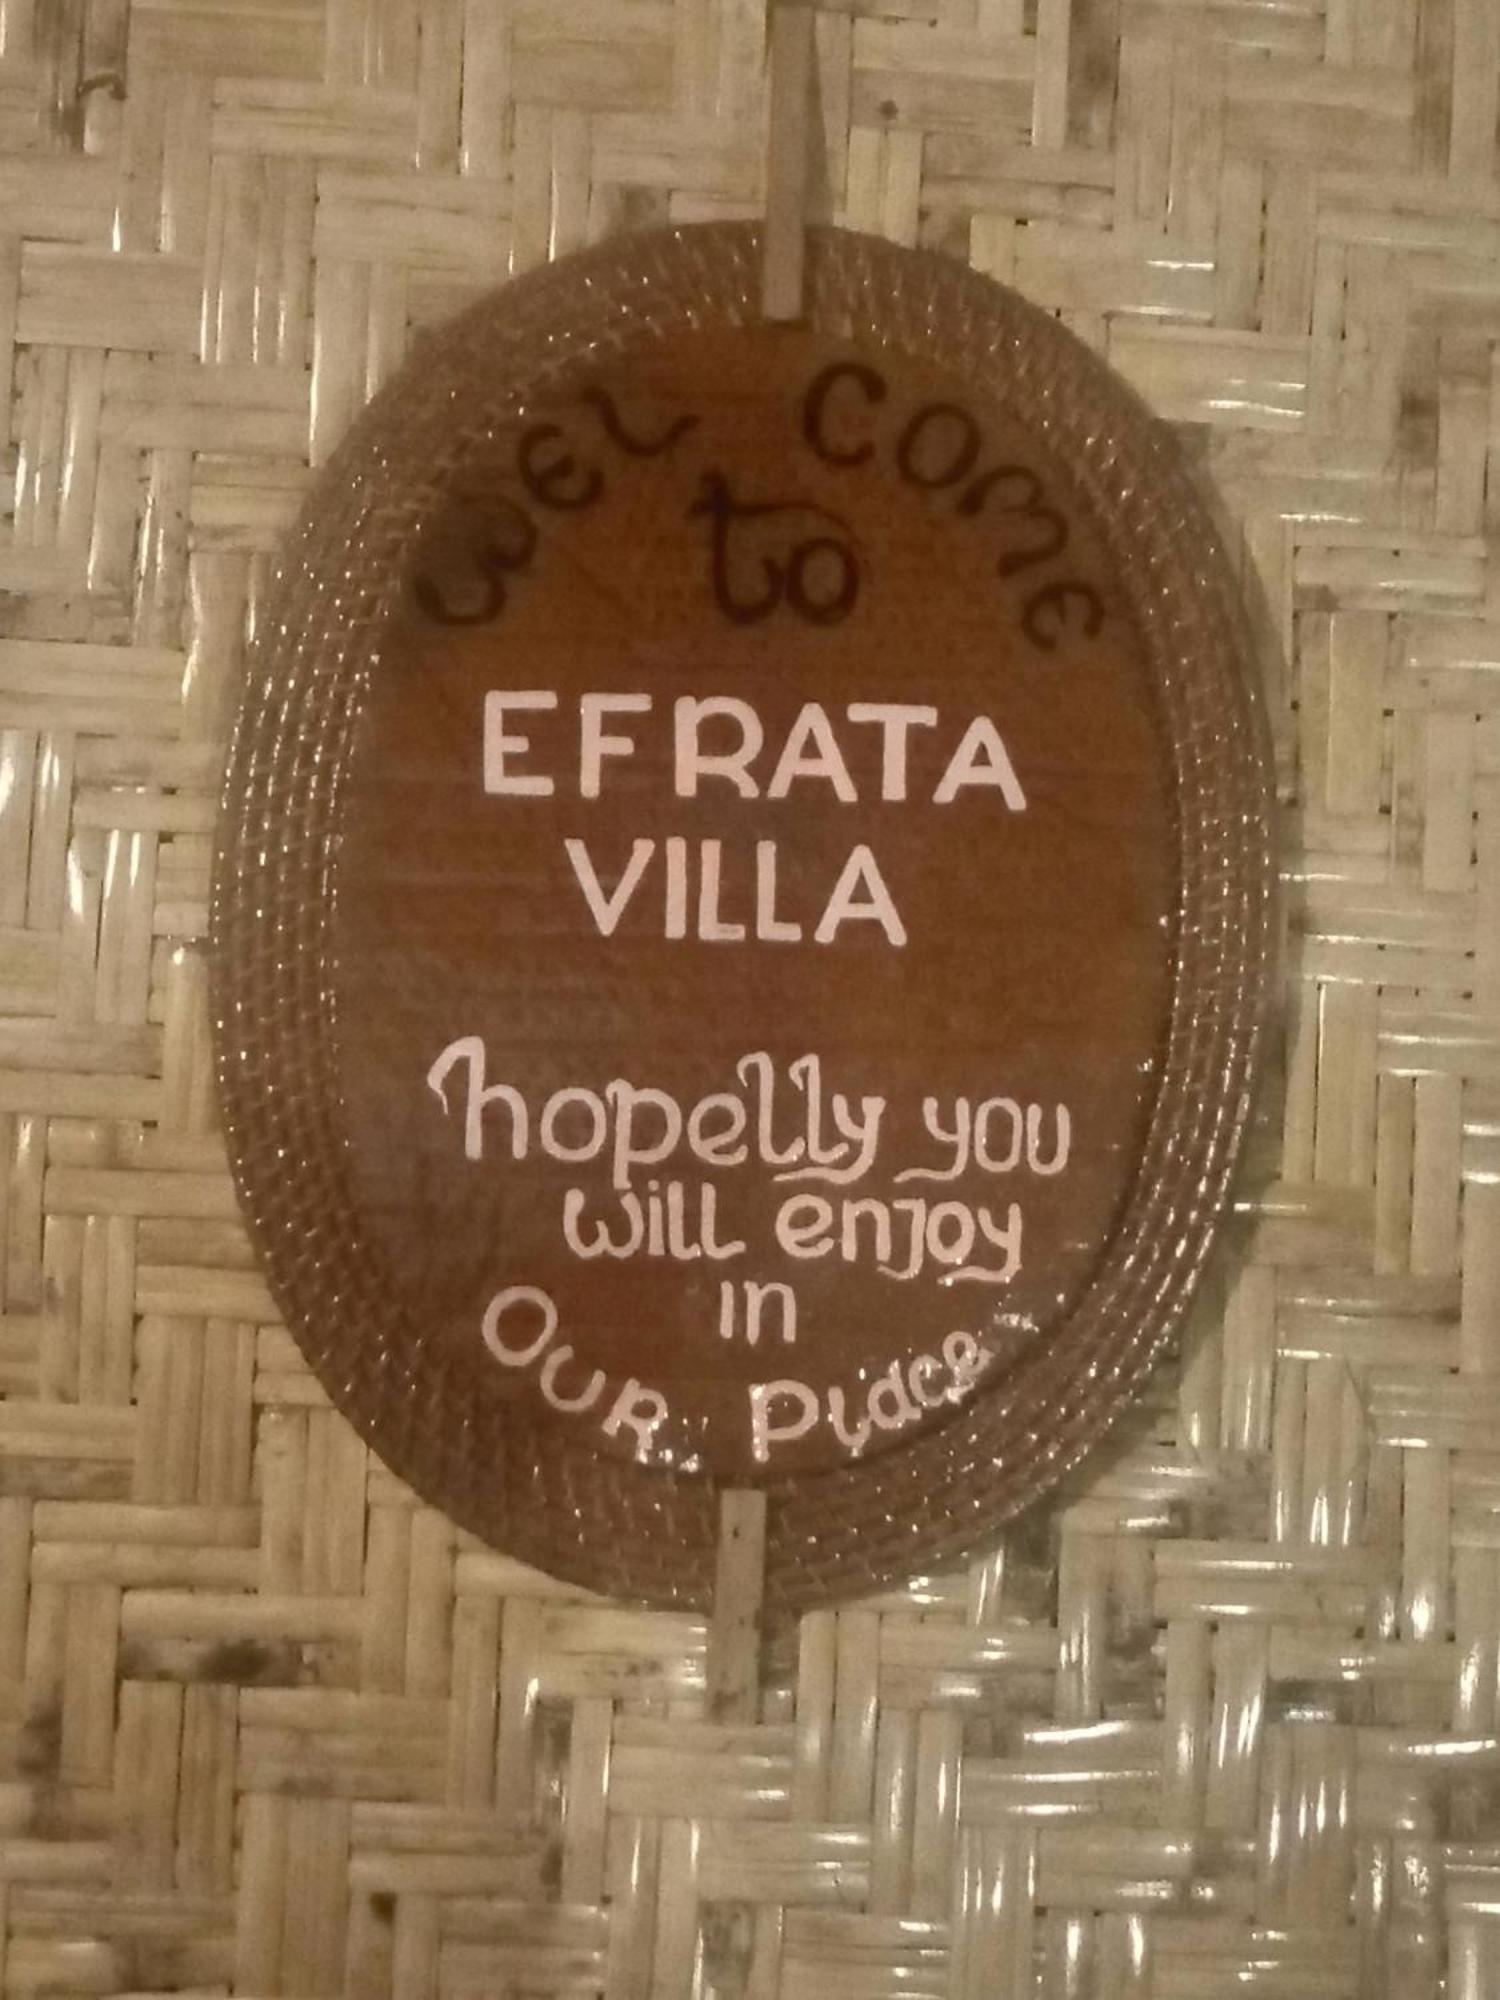 WEL COME
to
EFRATA
VILLA
hopelly you
will enjoy
in
OUR Place